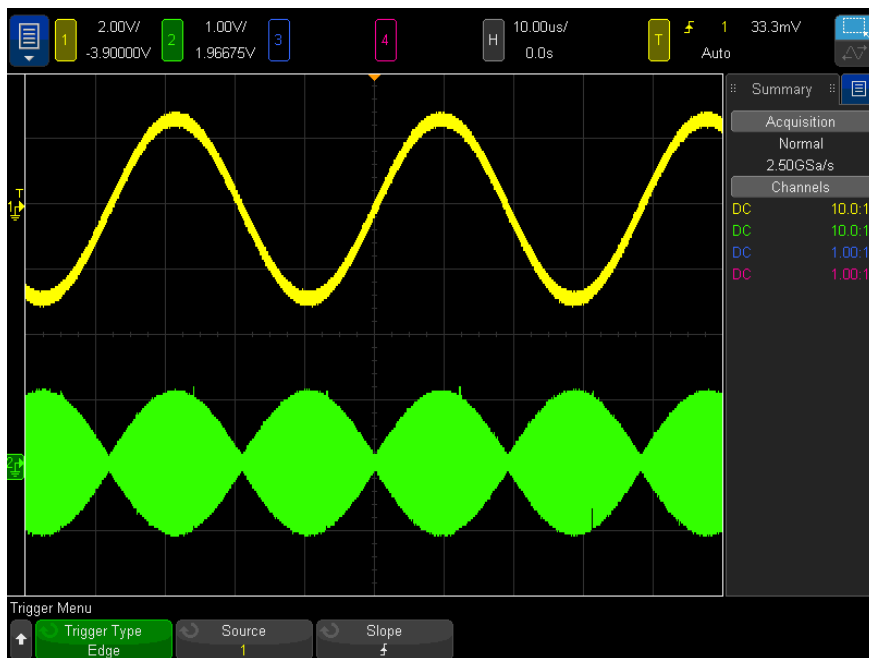 1 2.00V/ -3.90000V
2 1.00V/ 1.96675V
3
4
H 10.00us/ 0.0s
T 1 33.3mV Auto
Summary
Acquisition
Normal
2.50GSa/s
Channels
DC 10.0:1
DC 10.0:1
DC 1.00:1
DC 1.00:1
T
1
2
Trigger Menu
Trigger Type
Edge
Source
1
Slope